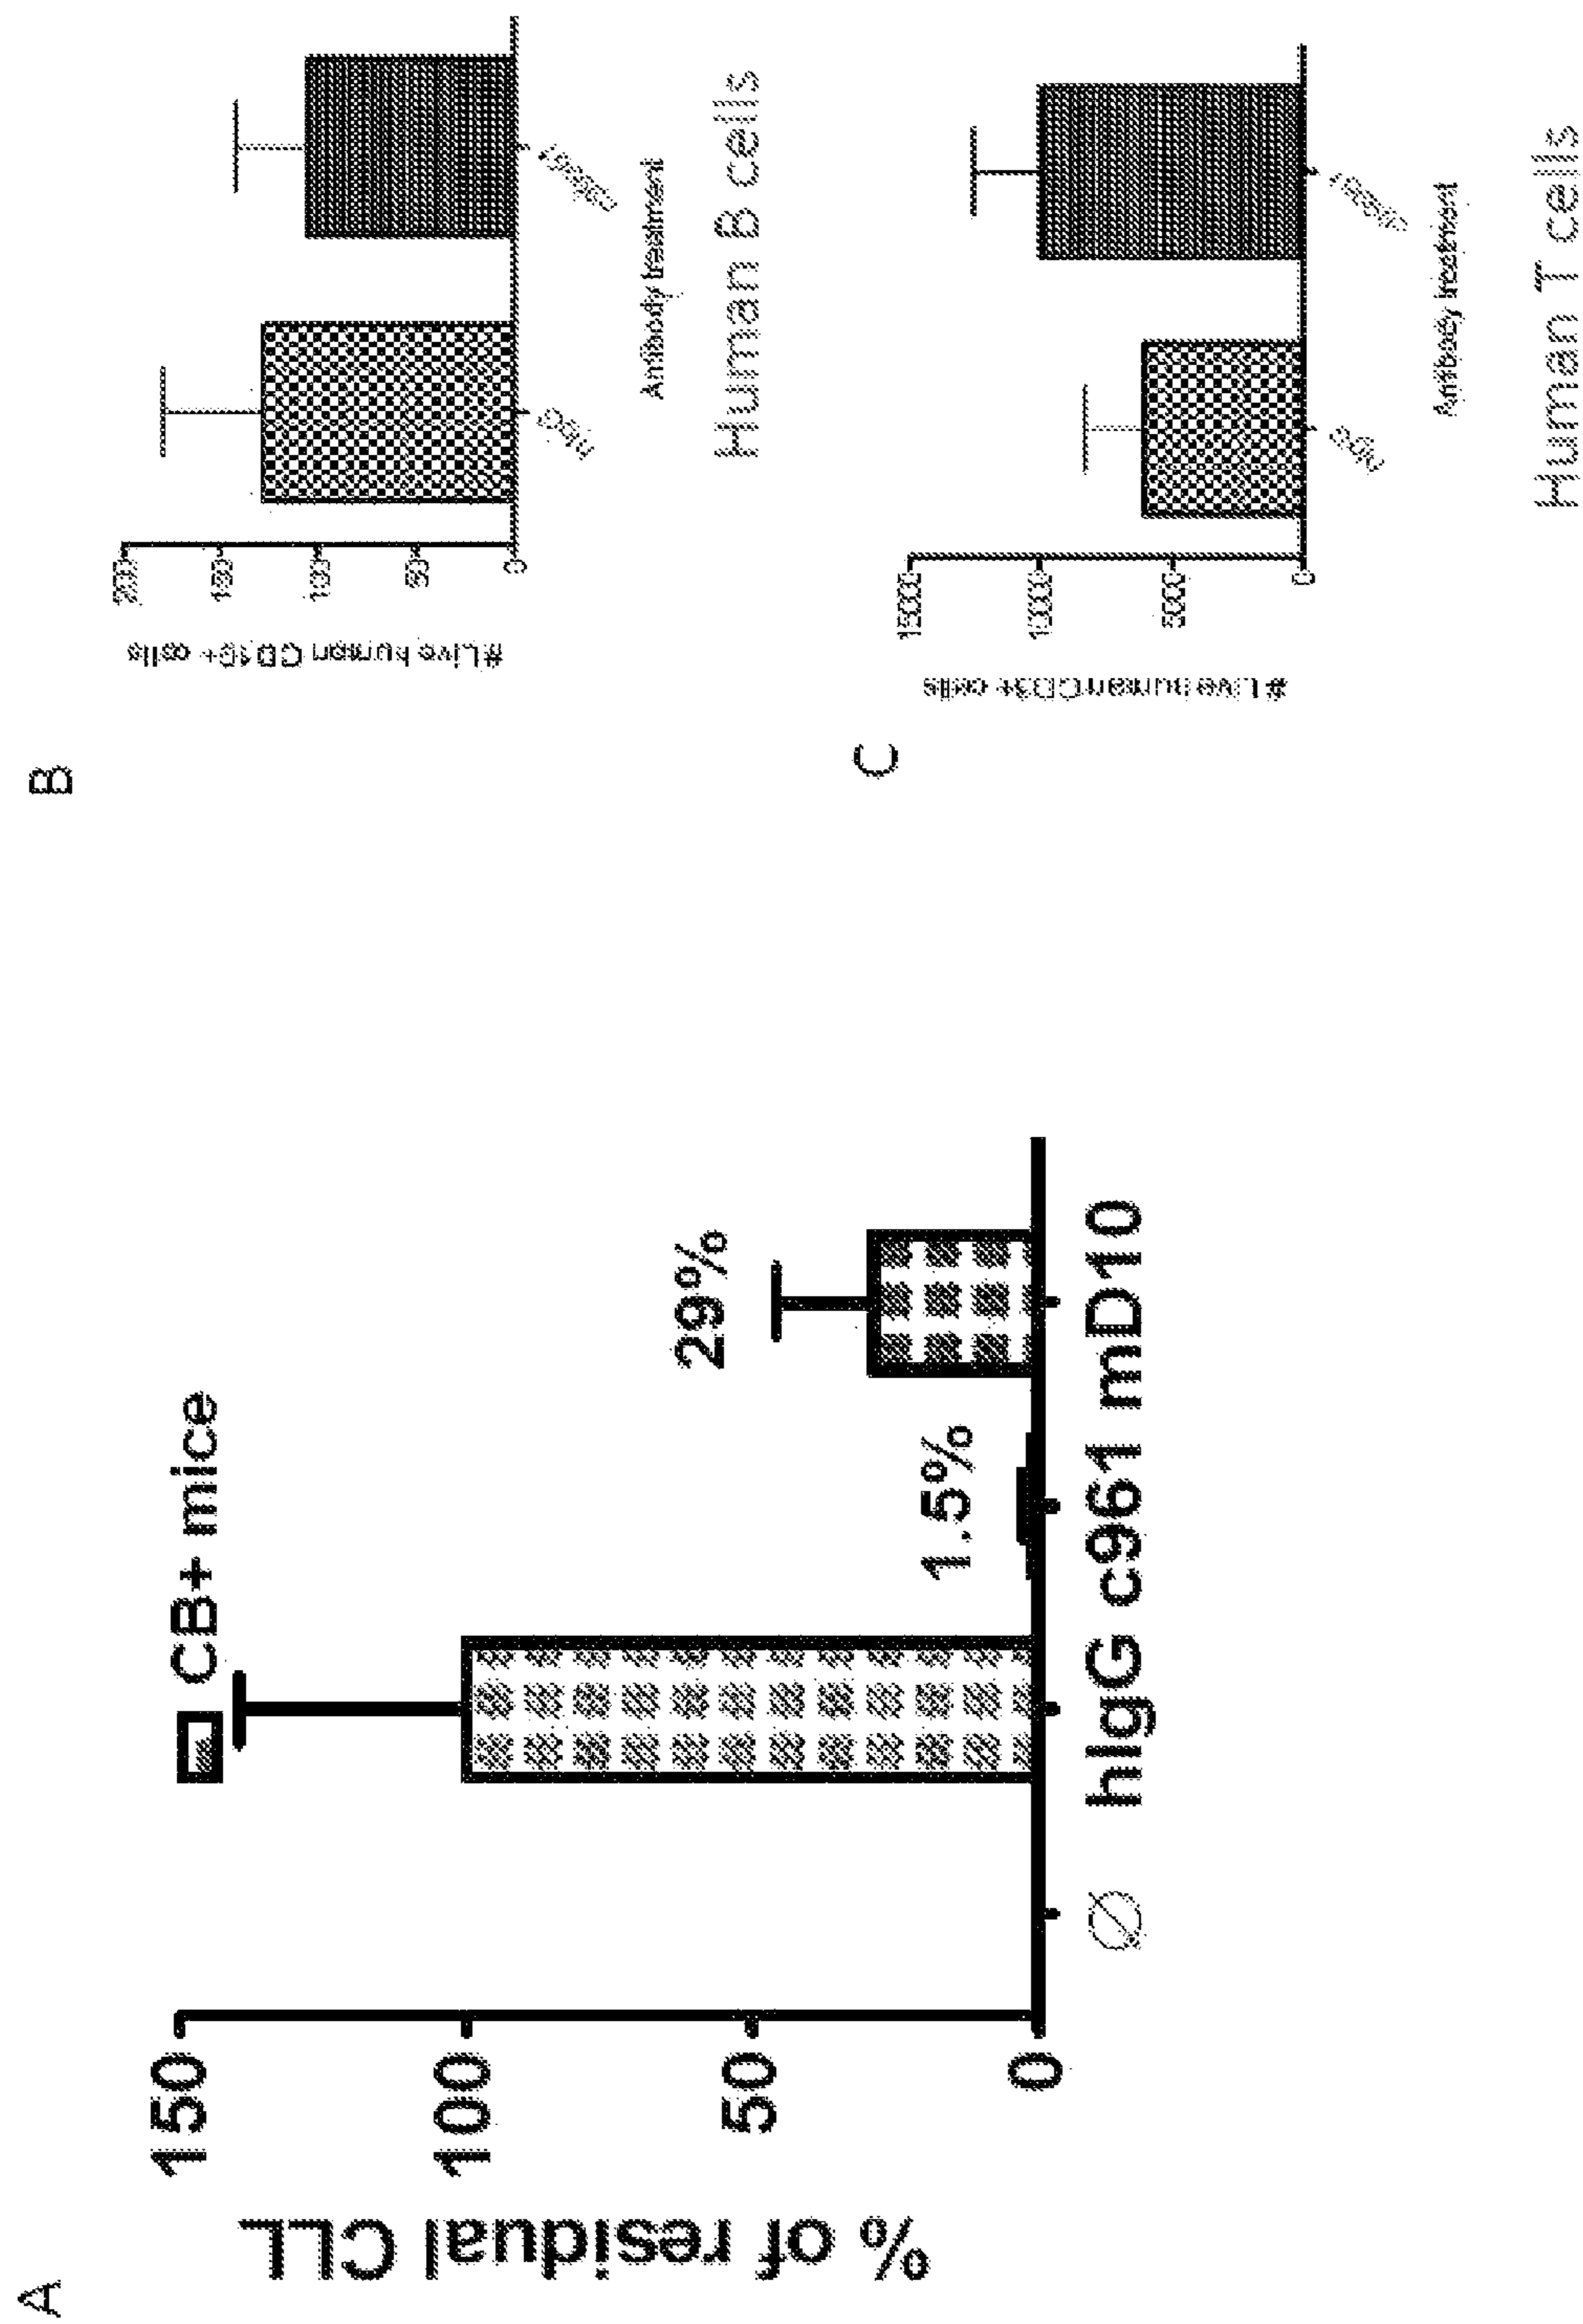 A
% of residual CLL
150
100
50
0
CB+ mice
1.5%
29%
Ø hIgG c961 mD10
B
#Live human CD19+ cells
200
150
100
50
0
hIgG
Antibody treatment
Human B cells
C
#Live human CD3+ cells
15000
10000
5000
0
hIgG
Antibody treatment
Human T cells